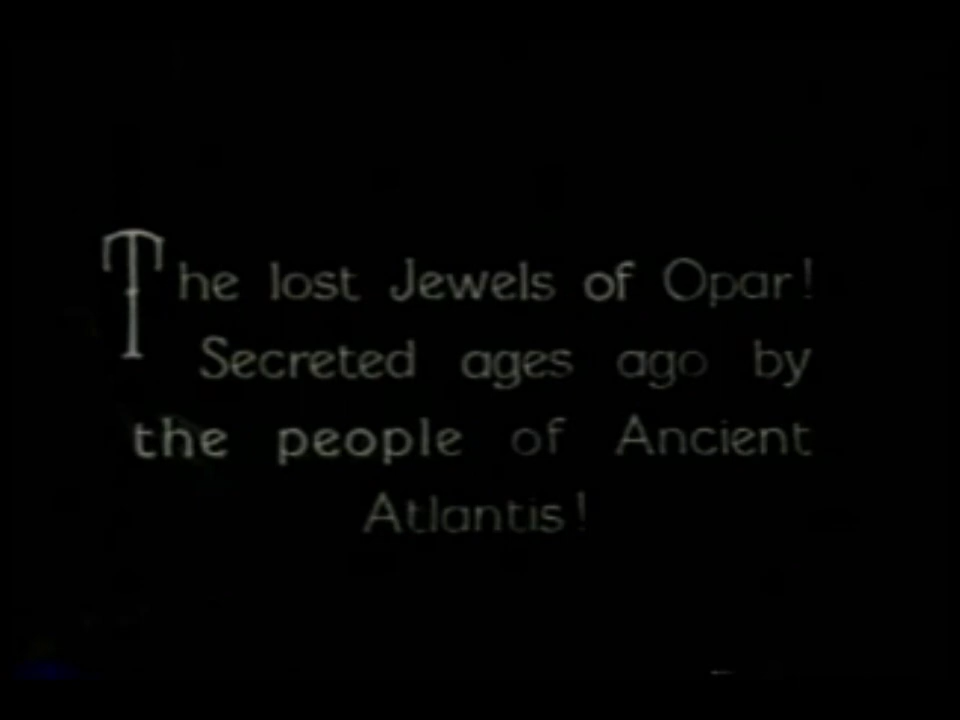 The lost Jewels of Opar!
Secreted ages ago by
the people of Ancient
Atlantis!